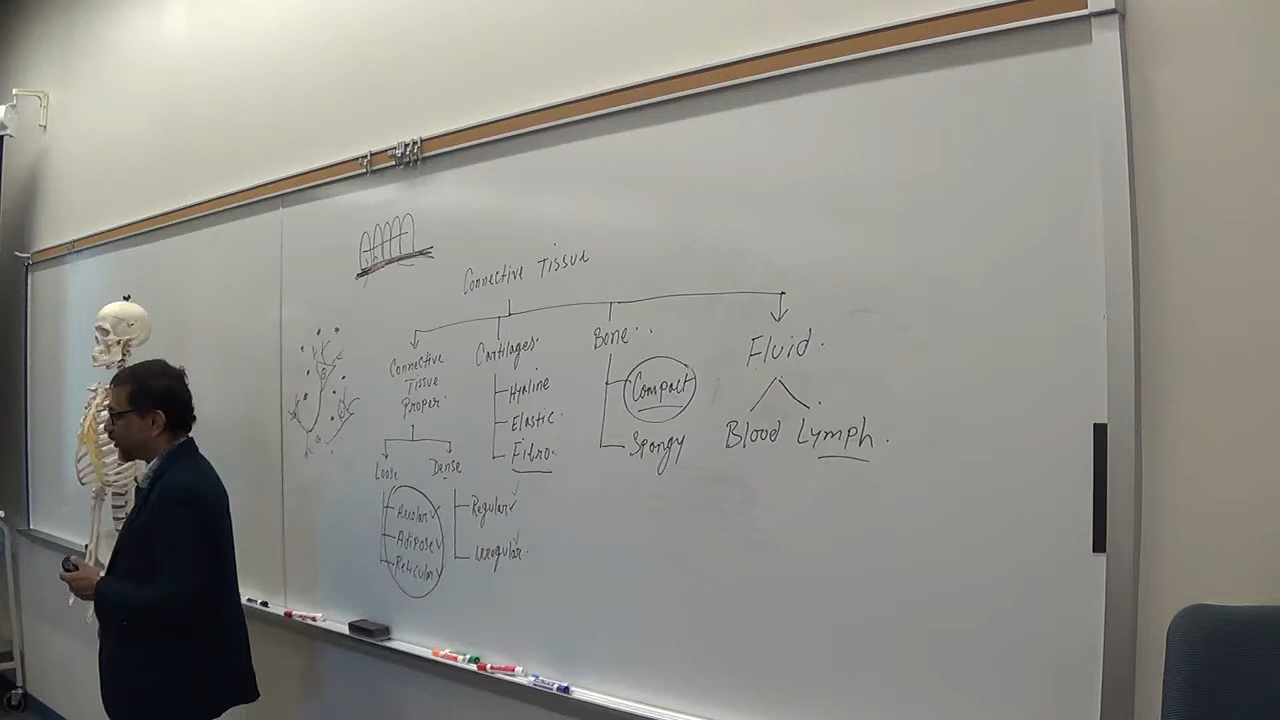 Connective Tissue
Connective
Tissue
Proper.
Cartilages.
Bone..
Fluid.
Hyaline
Elastic.
Fibro.
Compact
Spongy
Blood Lymph.
Loose
Dense
Areolar
Adipose
Reticular
Regular
Irregular.